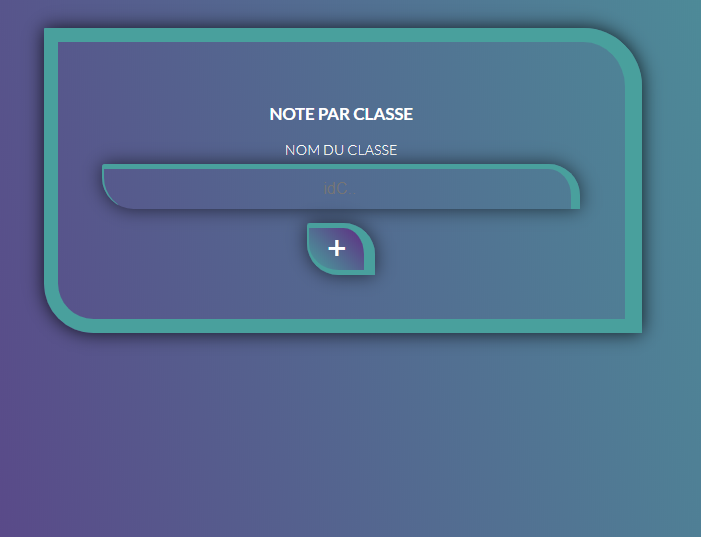 NOTE PAR CLASSE
NOM DU CLASSE
idC.
+